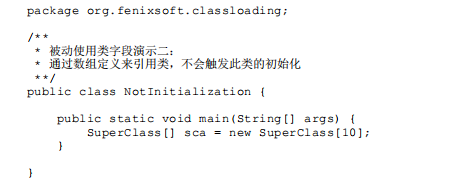 package org.fenixsoft.classloading;
/**
 * 被动使用类字段演示二：
 * 通过数组定义来引用类，不会触发此类的初始化
 **/
public class NotInitialization {
    public static void main(String[] args) {
        SuperClass[] sca = new SuperClass[10];
    }
}